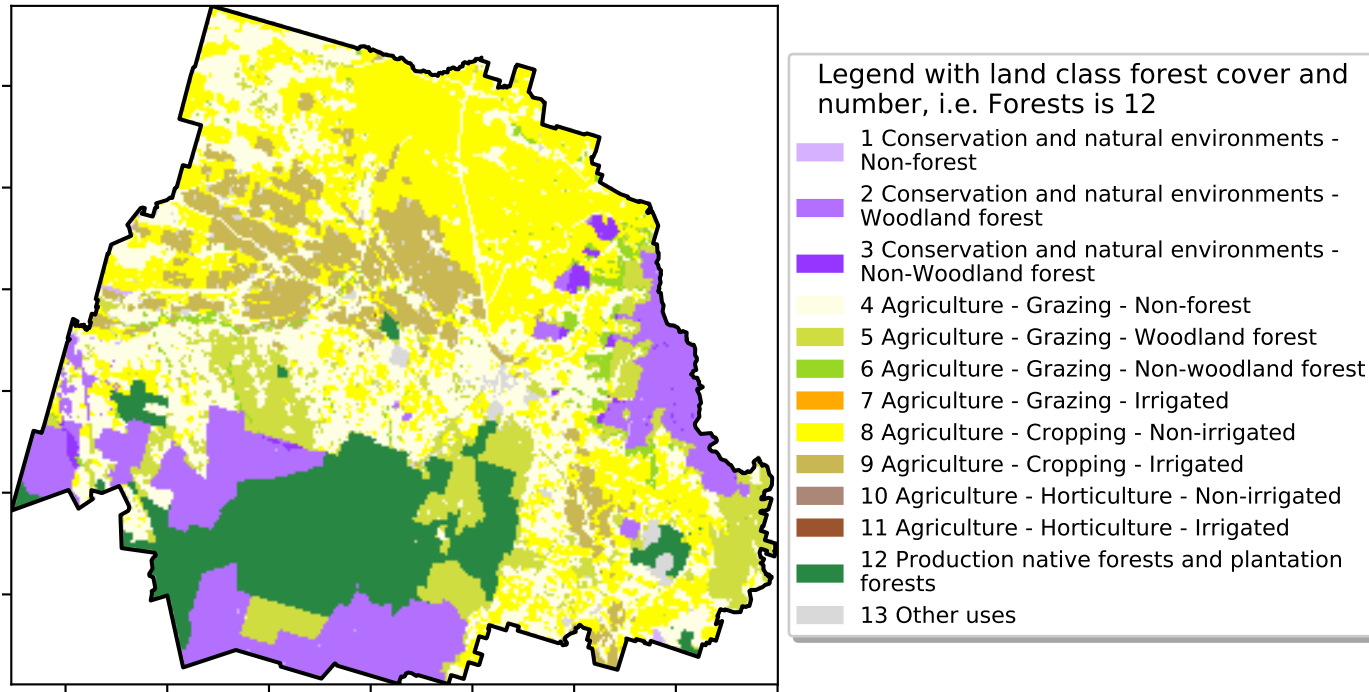 Legend with land class forest cover and
number, i.e. Forests is 12
1 Conservation and natural environments -
Non-forest
2 Conservation and natural environments -
Woodland forest
3 Conservation and natural environments -
Non-Woodland forest
4 Agriculture - Grazing - Non-forest
5 Agriculture - Grazing - Woodland forest
6 Agriculture - Grazing - Non-woodland forest
7 Agriculture - Grazing - Irrigated
8 Agriculture - Cropping - Non-irrigated
9 Agriculture - Cropping - Irrigated
10 Agriculture - Horticulture - Non-irrigated
11 Agriculture - Horticulture - Irrigated
12 Production native forests and plantation
forests
13 Other uses